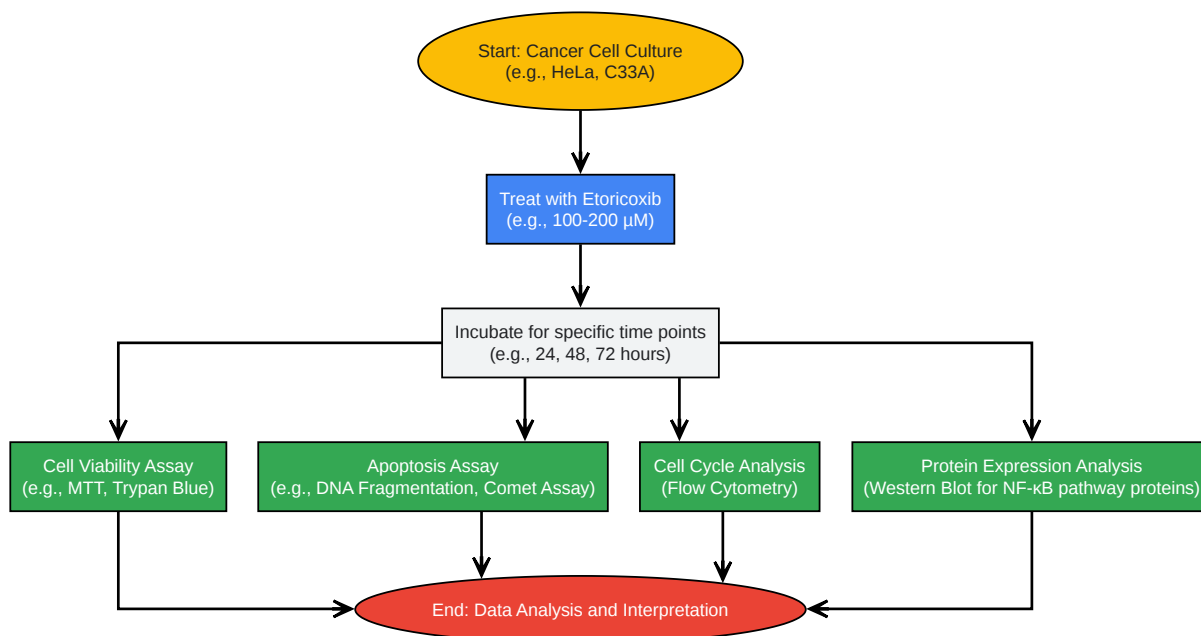 Start: Cancer Cell Culture
(e.g., HeLa, C33A)
Treat with Etoricoxib
(e.g., 100-200 µM)
Incubate for specific time points
(e.g., 24, 48, 72 hours)
Cell Viability Assay
(e.g., MTT, Trypan Blue)
Apoptosis Assay
(e.g., DNA Fragmentation, Comet Assay)
Cell Cycle Analysis
(Flow Cytometry)
Protein Expression Analysis
(Western Blot for NF-κB pathway proteins)
End: Data Analysis and Interpretation